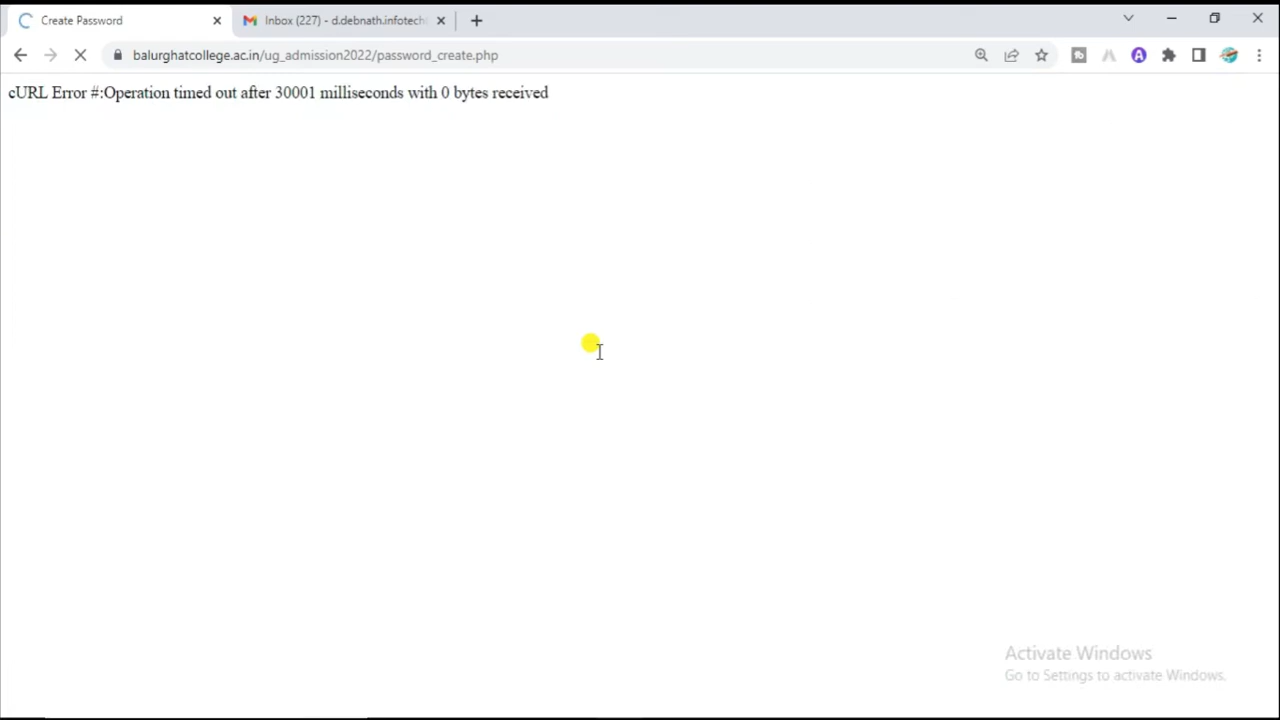 Create Password
Inbox (227) - d.debnath.infotech
balurghatcollege.ac.in/ug_admission2022/password_create.php
cURL Error #:Operation timed out after 30001 milliseconds with 0 bytes received
Activate Windows
Go to Settings to activate Windows.